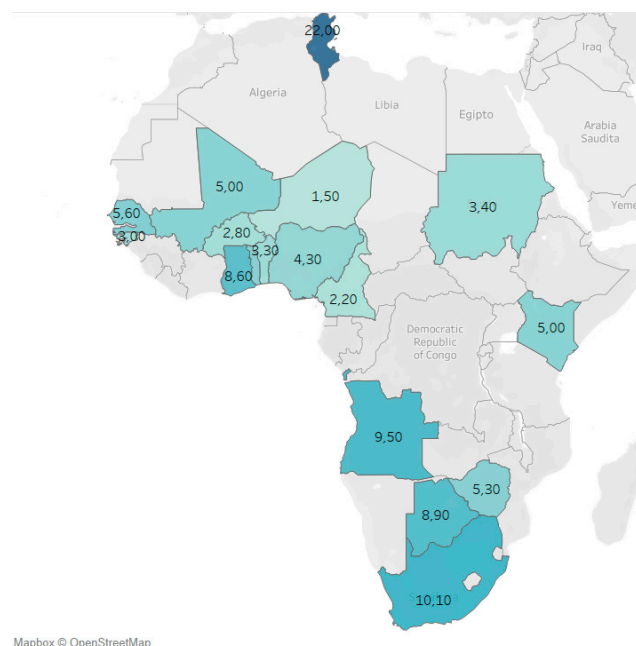 22,00
Iraq
Algeria
Libia
Egipto
Arabia
Saudita
5,00
1,50
5,60
3,40
Yeme
3,00
2,80
3,30
4,30
8,60
2,20
5,00
Democratic
Republic
of Congo
9,50
5,30
8,90
10,10
Mapbox © OpenStreetMap